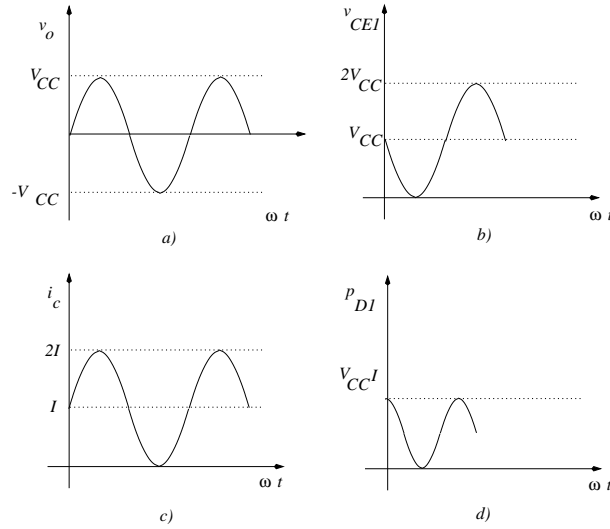 v_o
V_CC
-V_CC
ω t
a)
v_CE1
2V_CC
V_CC
ω t
b)
i_c
2I
I
ω t
c)
p_D1
V_CC I
ω t
d)